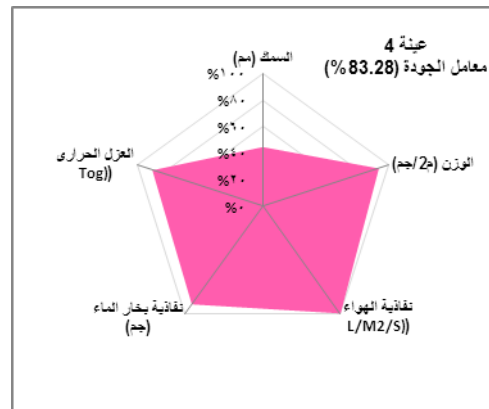 عينة 4
معامل الجودة (83.28%)
السمك (مم)
%١٠٠
%٨٠
%٦٠
%٤٠
%٢٠
%٠
الوزن (م2/جم)
نفاذية الهواء
L/M2/S))
نفاذية بخار الماء
(جم)
العزل الحرارى
Tog))